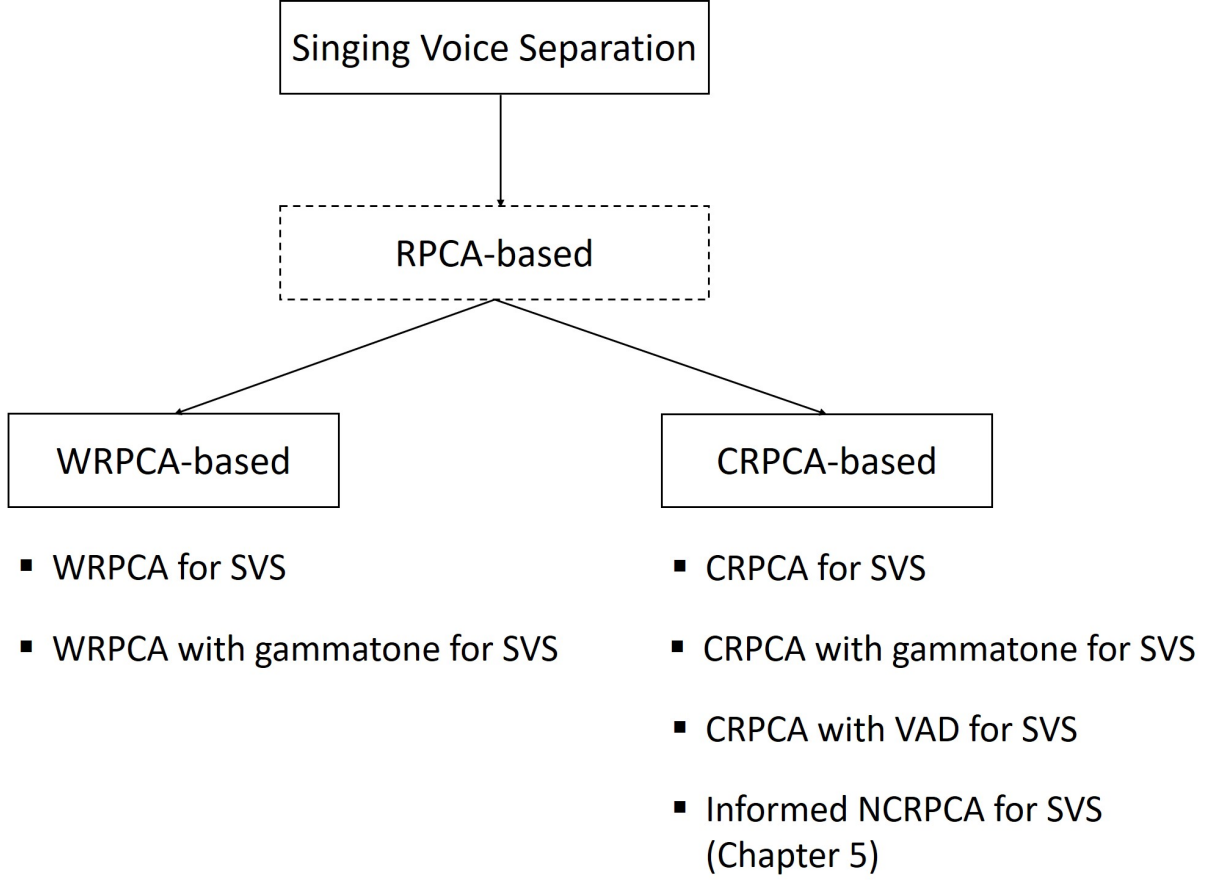 Singing Voice Separation
RPCA-based
WRPCA-based
▪ WRPCA for SVS
▪ WRPCA with gammatone for SVS
CRPCA-based
▪ CRPCA for SVS
▪ CRPCA with gammatone for SVS
▪ CRPCA with VAD for SVS
▪ Informed NCRPCA for SVS
(Chapter 5)